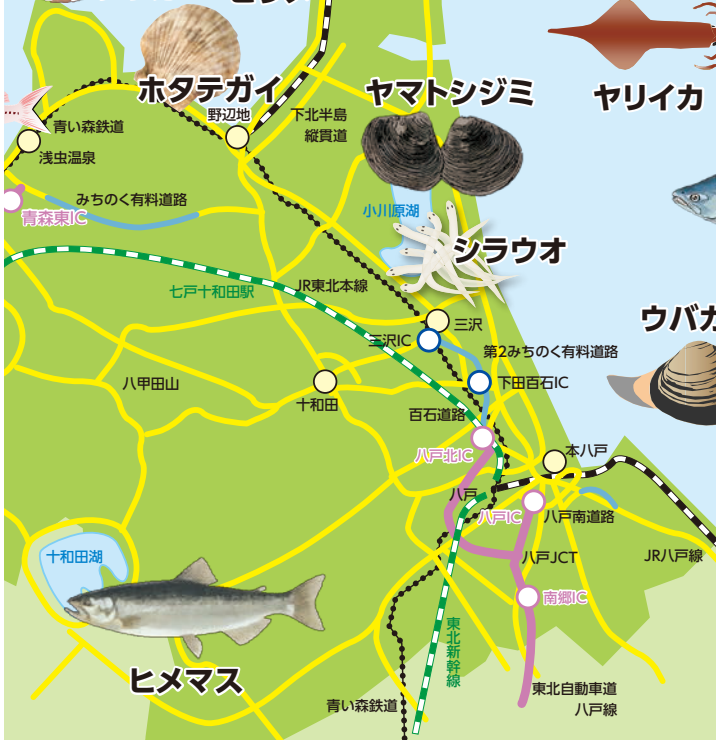 ホタテガイ
ヤマトシジミ
ヤリイカ
野辺地
下北半島
縦貫道
青い森鉄道
浅虫温泉
みちのく有料道路
青森東IC
小川原湖
シラウオ
七戸十和田駅
JR東北本線
三沢
三沢IC
ウバガ
第2みちのく有料道路
八甲田山
下田百石IC
十和田
百石道路
八戸北IC
本八戸
八戸
八戸IC
八戸南道路
十和田湖
八戸JCT
JR八戸線
南郷IC
東北新幹線
ヒメマス
東北自動車道
八戸線
青い森鉄道